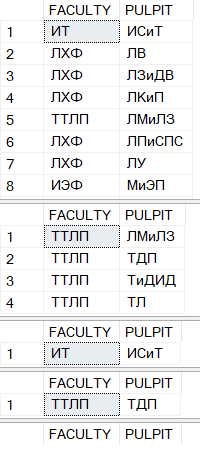 FACULTY PULPIT
1 ИТ ИСиТ
2 ЛХФ ЛВ
3 ЛХФ ЛЗиДВ
4 ЛХФ ЛКиП
5 ТТЛП ЛМиЛЗ
6 ЛХФ ЛПиСПС
7 ЛХФ ЛУ
8 ИЭФ МиЭП
FACULTY PULPIT
1 ТТЛП ЛМиЛЗ
2 ТТЛП ТДП
3 ТТЛП ТиДИД
4 ТТЛП ТЛ
FACULTY PULPIT
1 ИТ ИСиТ
FACULTY PULPIT
1 ТТЛП ТДП
FACULTY PULPIT